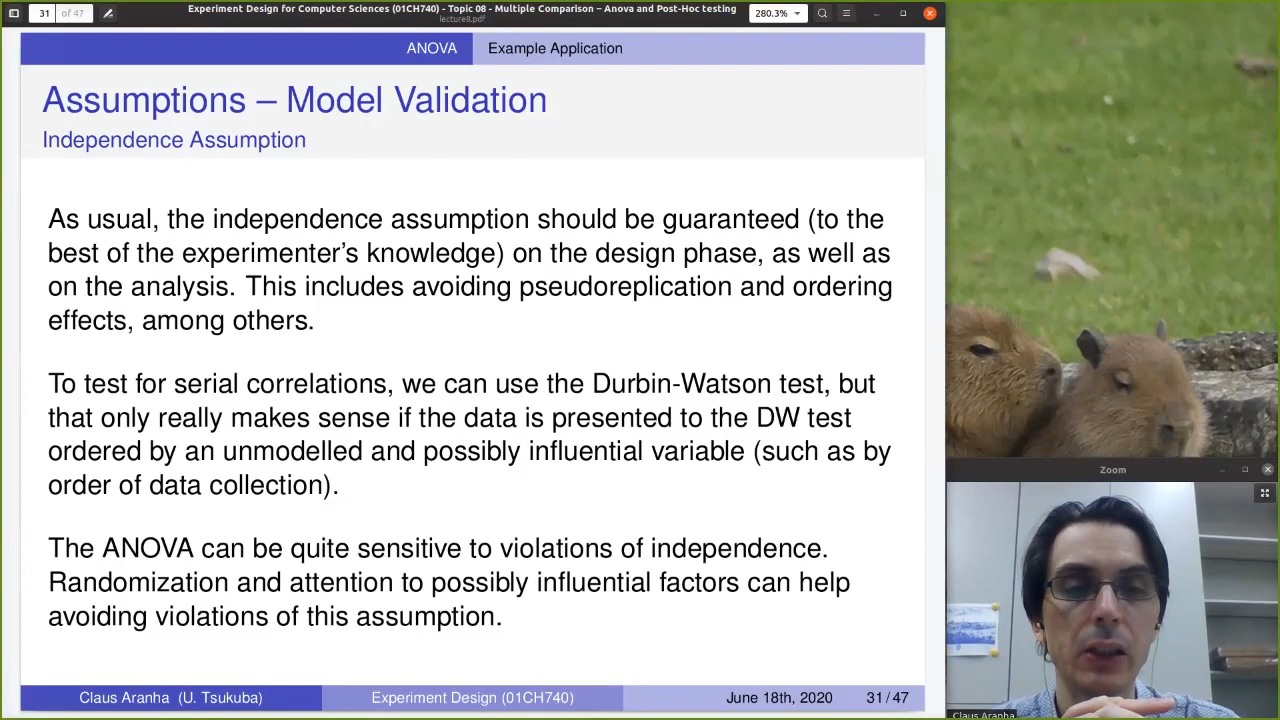 Experiment Design for Computer Sciences (01CH740) - Topic 08 - Multiple Comparison – Anova and Post-Hoc testing
31 of 47
lecture8.pdf
280.3%
ANOVA Example Application
Assumptions – Model Validation
Independence Assumption
As usual, the independence assumption should be guaranteed (to the
best of the experimenter's knowledge) on the design phase, as well as
on the analysis. This includes avoiding pseudoreplication and ordering
effects, among others.
To test for serial correlations, we can use the Durbin-Watson test, but
that only really makes sense if the data is presented to the DW test
ordered by an unmodelled and possibly influential variable (such as by
order of data collection).
The ANOVA can be quite sensitive to violations of independence.
Randomization and attention to possibly influential factors can help
avoiding violations of this assumption.
Claus Aranha (U. Tsukuba) Experiment Design (01CH740) June 18th, 2020 31 / 47
Zoom
Claus Aranha